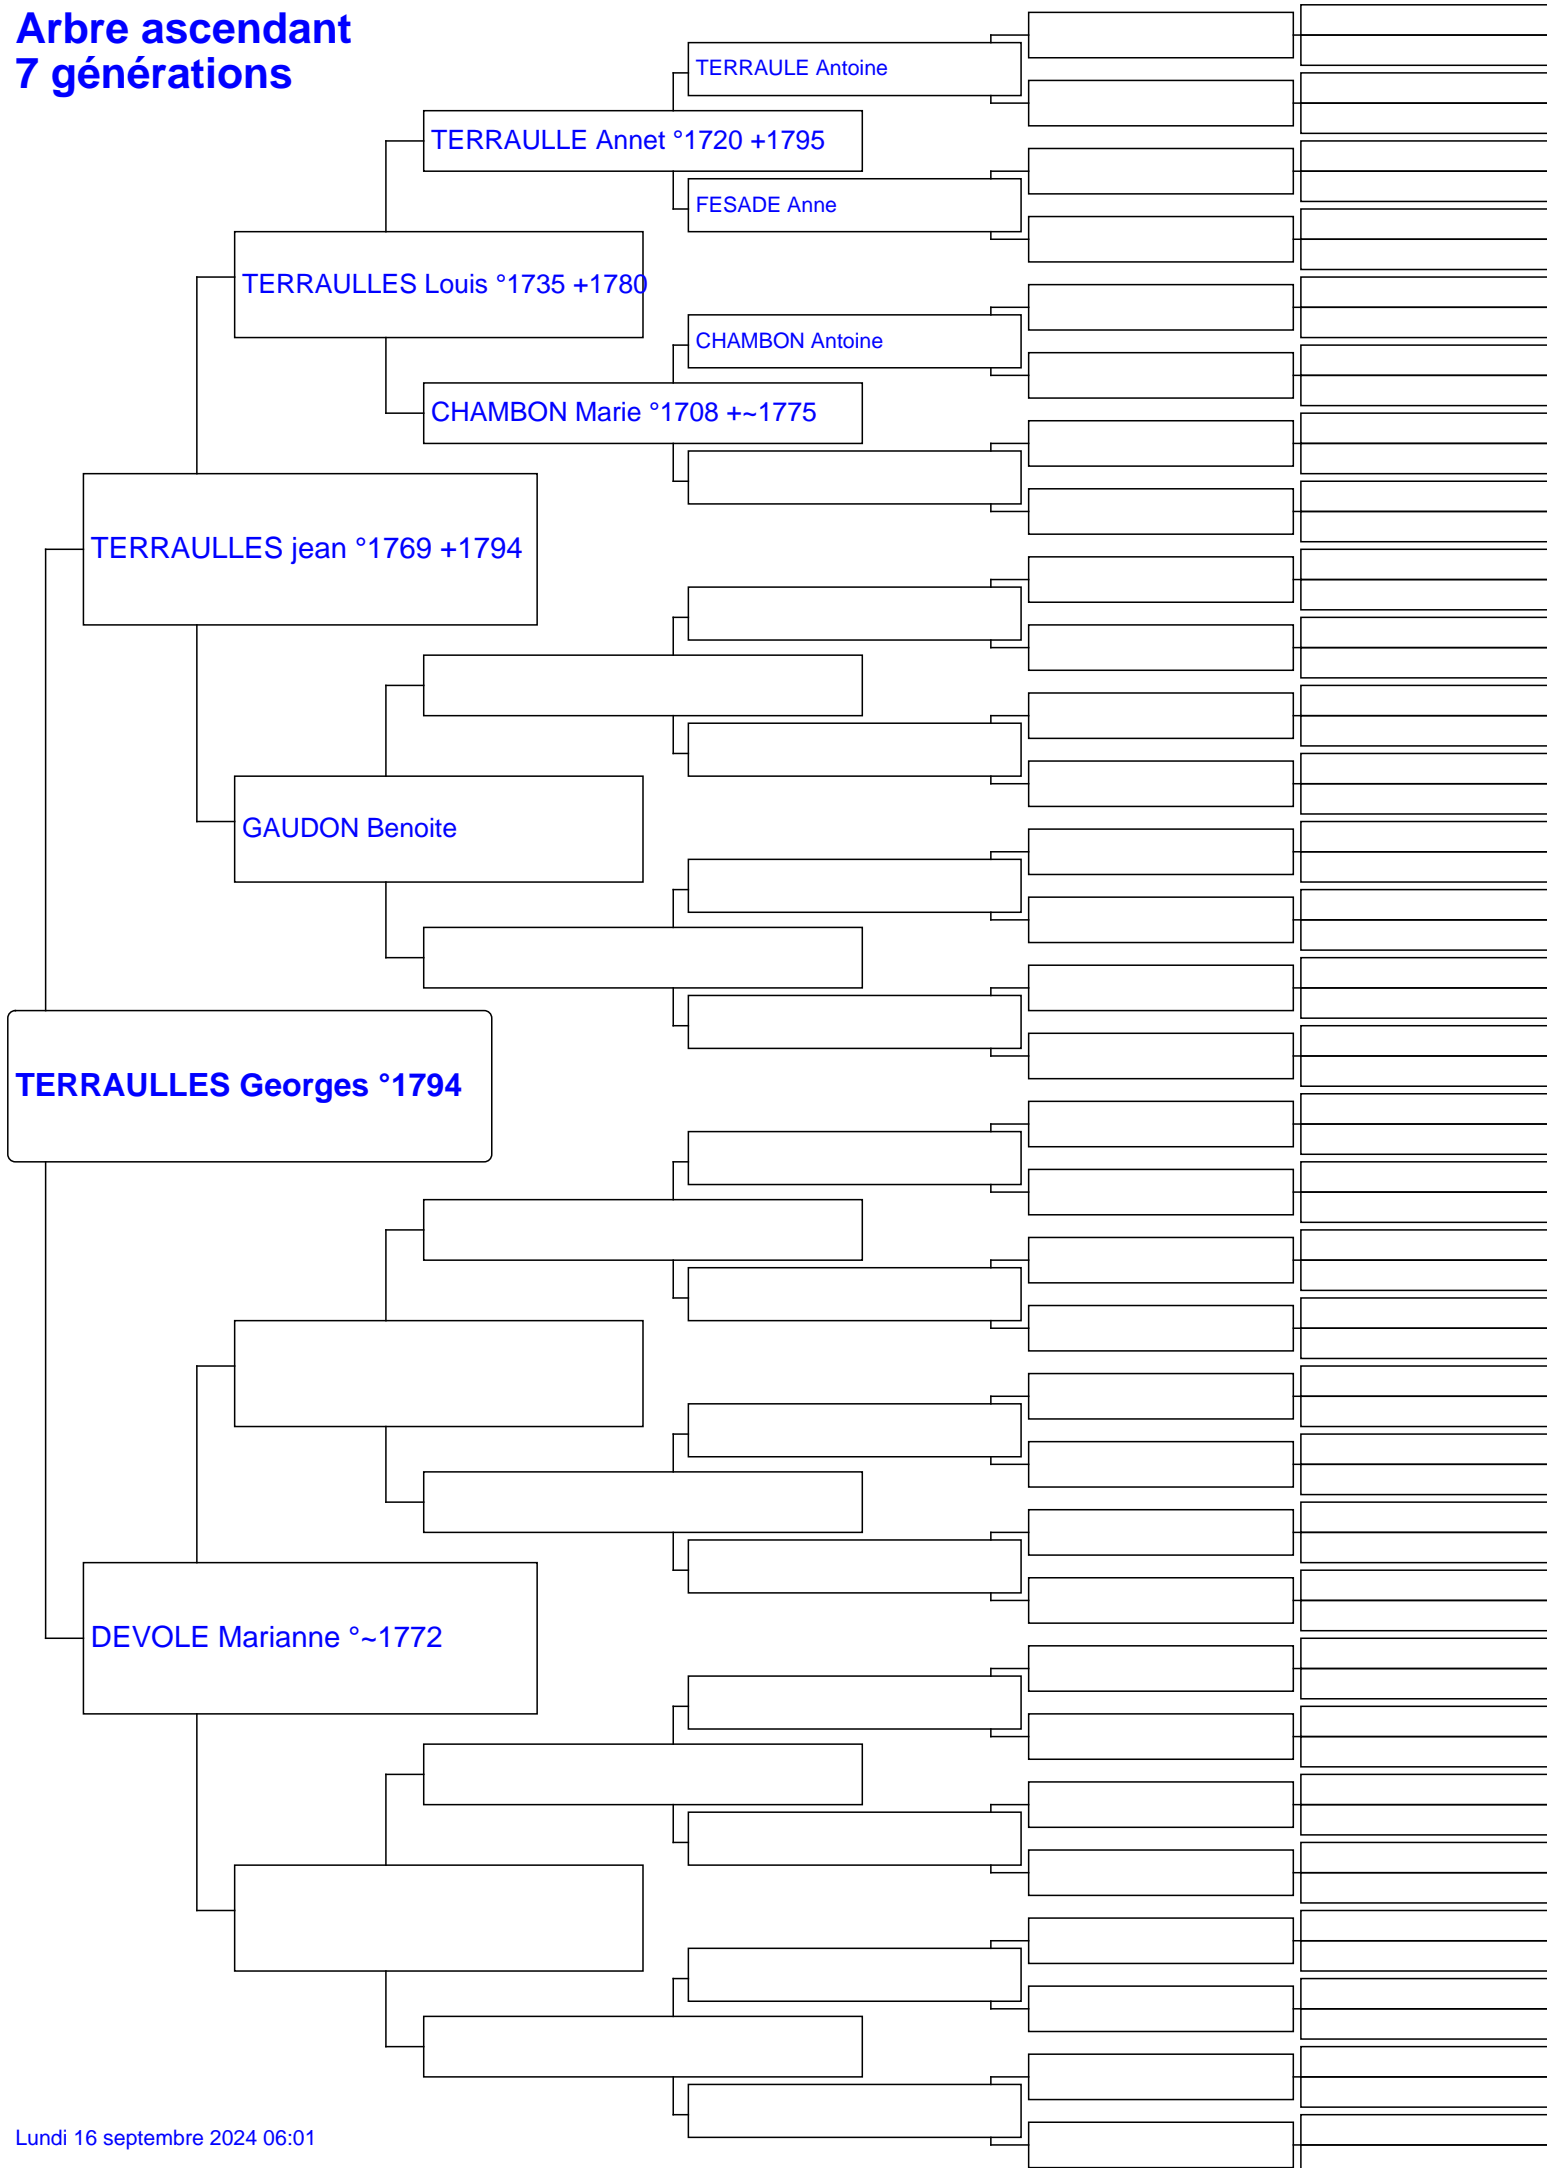 Arbre ascendant
7 générations
TERRAULE Antoine
TERRAULLE Annet °1720 +1795
FESADE Anne
TERRAULLES Louis °1735 +1780
CHAMBON Antoine
CHAMBON Marie °1708 +~1775
TERRAULLES jean °1769 +1794
GAUDON Benoite
TERRAULLES Georges °1794
DEVOLE Marianne °~1772
Lundi 16 septembre 2024 06:01